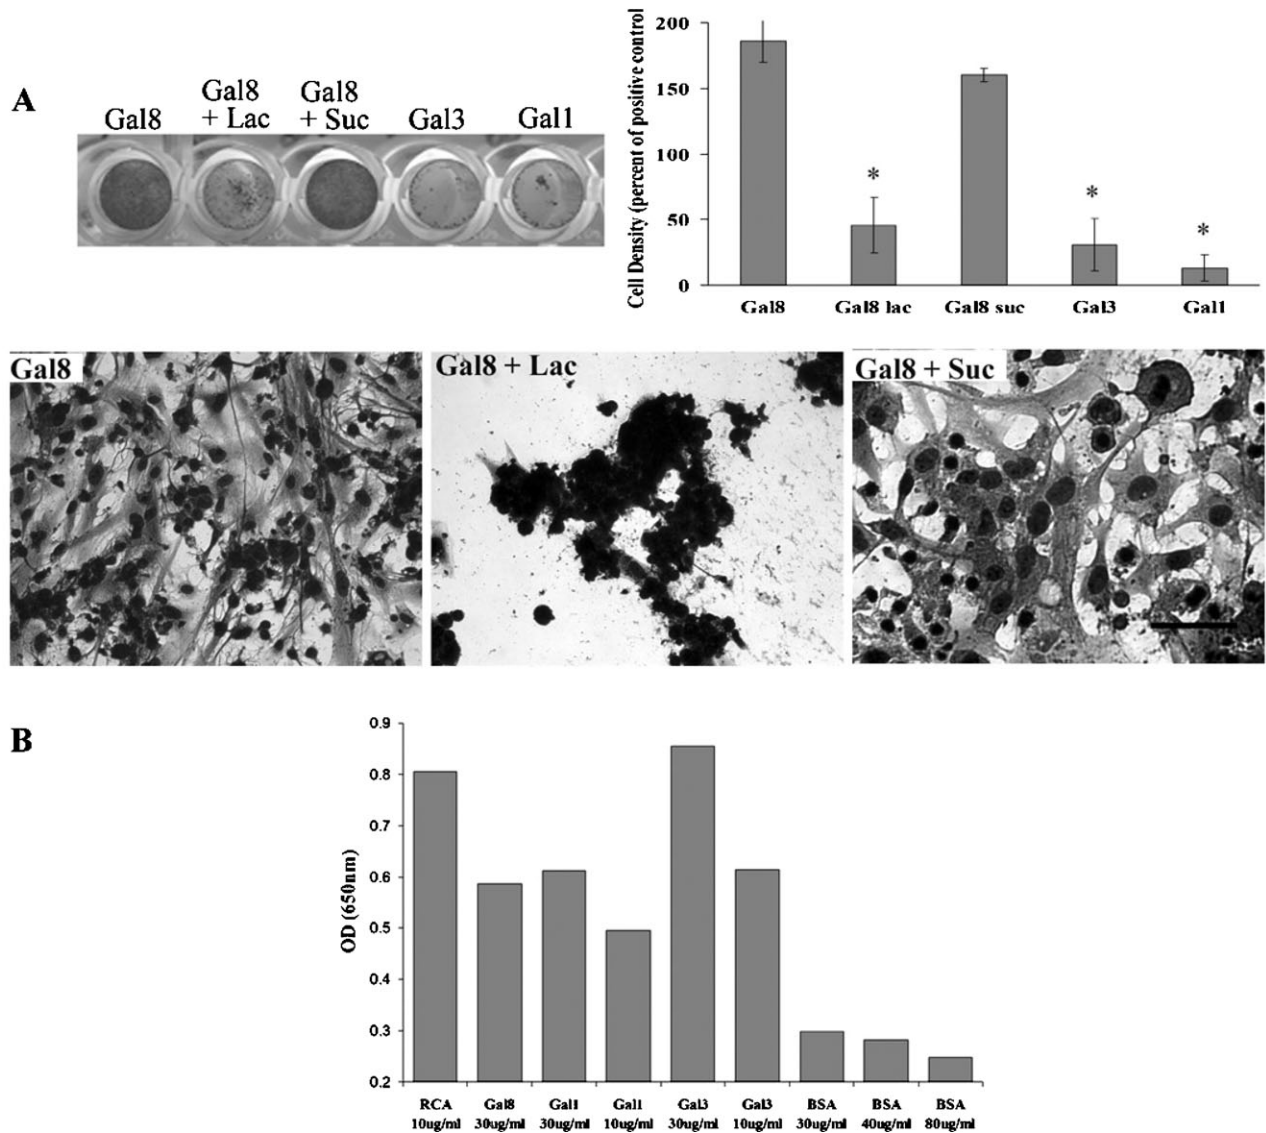 A
Gal8
Gal8
+ Lac
Gal8
+ Suc
Gal3
Gal1
Cell Density (percent of positive control
200
150
100
50
0
*
*
*
Gal8
Gal8 lac
Gal8 suc
Gal3
Gal1
Gal8
Gal8 + Lac
Gal8 + Suc
B
OD (650nm)
0.9
0.8
0.7
0.6
0.5
0.4
0.3
0.2
RCA
10ug/ml
Gal8
30ug/ml
Gal1
30ug/ml
Gal1
10ug/ml
Gal3
30ug/ml
Gal3
10ug/ml
BSA
30ug/ml
BSA
40ug/ml
BSA
80ug/ml